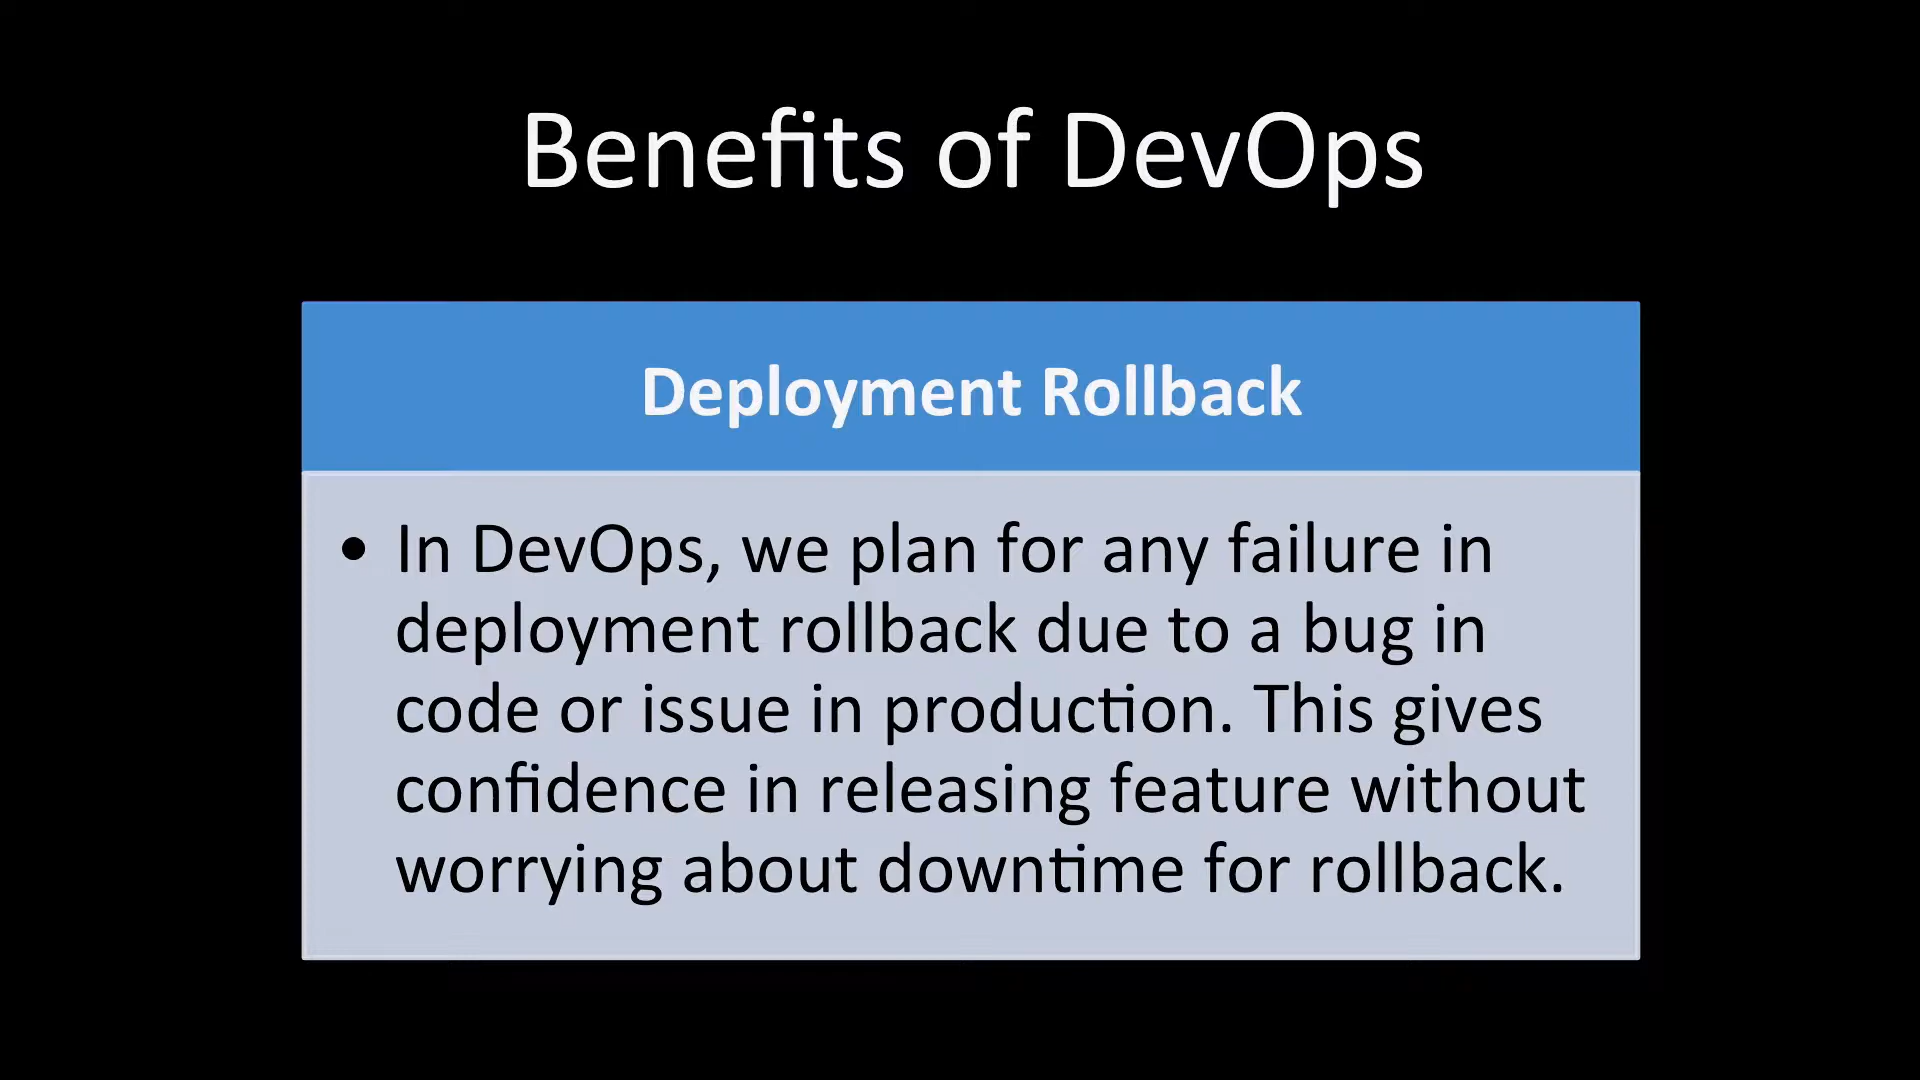 Benefits of DevOps
Deployment Rollback
• In DevOps, we plan for any failure in
deployment rollback due to a bug in
code or issue in production. This gives
confidence in releasing feature without
worrying about downtime for rollback.